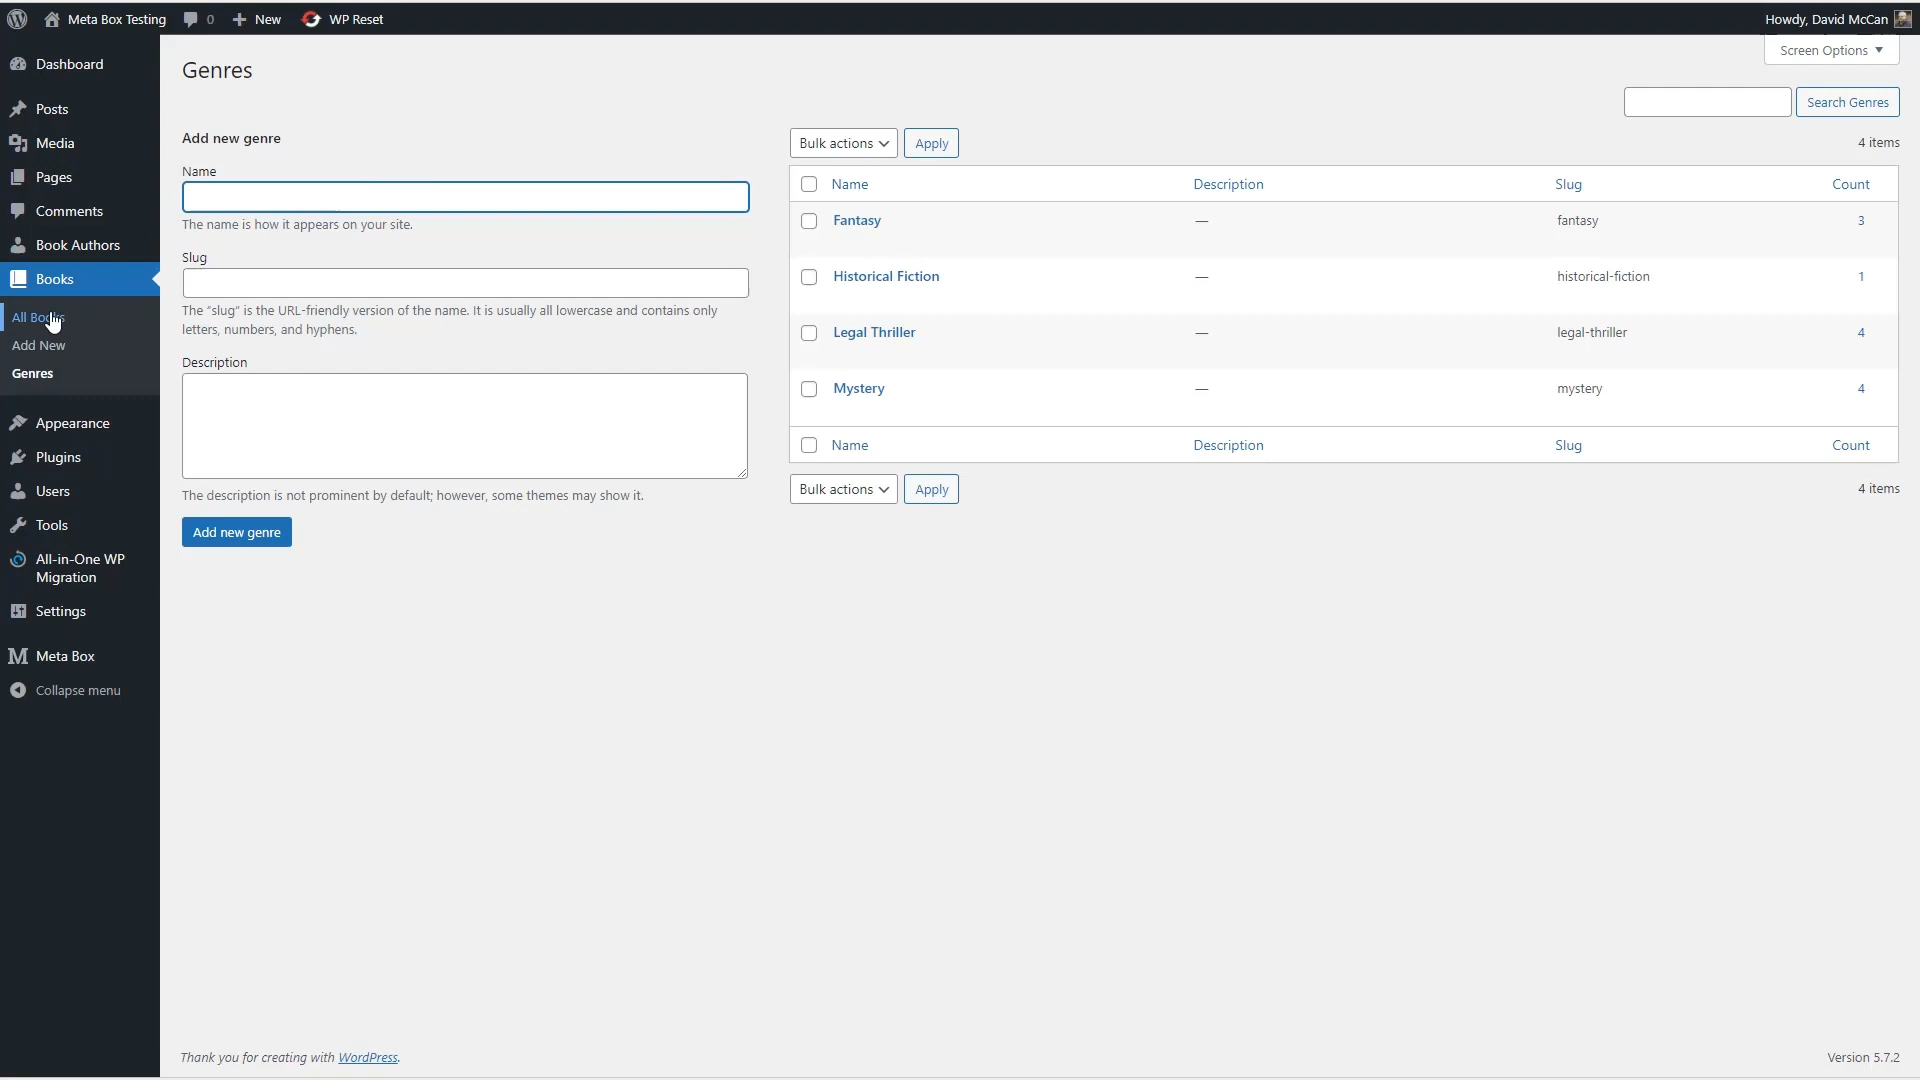 Meta Box Testing
0
New
WP Reset
Howdy, David McCan
Dashboard
Posts
Media
Pages
Comments
Book Authors
Books
All Books
Add New
Genres
Appearance
Plugins
Users
Tools
All-in-One WP
Migration
Settings
Meta Box
Collapse menu
Screen Options
Genres
Search Genres
Add new genre
Name
The name is how it appears on your site.
Slug
The “slug” is the URL-friendly version of the name. It is usually all lowercase and contains only
letters, numbers, and hyphens.
Description
The description is not prominent by default; however, some themes may show it.
Add new genre
Bulk actions
Apply
4 items
Name Description Slug Count
Fantasy — fantasy 3
Historical Fiction — historical-fiction 1
Legal Thriller — legal-thriller 4
Mystery — mystery 4
Name Description Slug Count
Bulk actions
Apply
4 items
Thank you for creating with WordPress.
Version 5.7.2